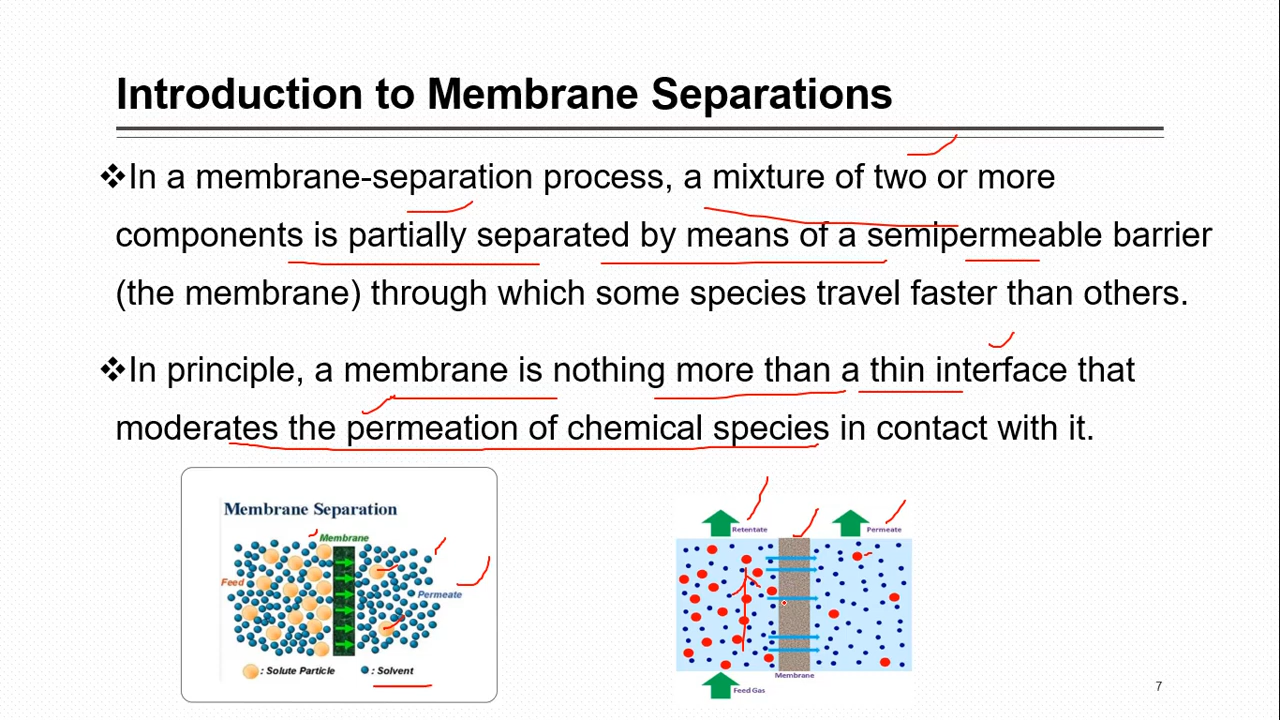 Introduction to Membrane Separations
❖In a membrane-separation process, a mixture of two or more
components is partially separated by means of a semipermeable barrier
(the membrane) through which some species travel faster than others.
❖In principle, a membrane is nothing more than a thin interface that
moderates the permeation of chemical species in contact with it.
Membrane Separation
Membrane
Feed
Permeate
: Solute Particle
: Solvent
Retentate
Permeate
Membrane
Feed Gas
7